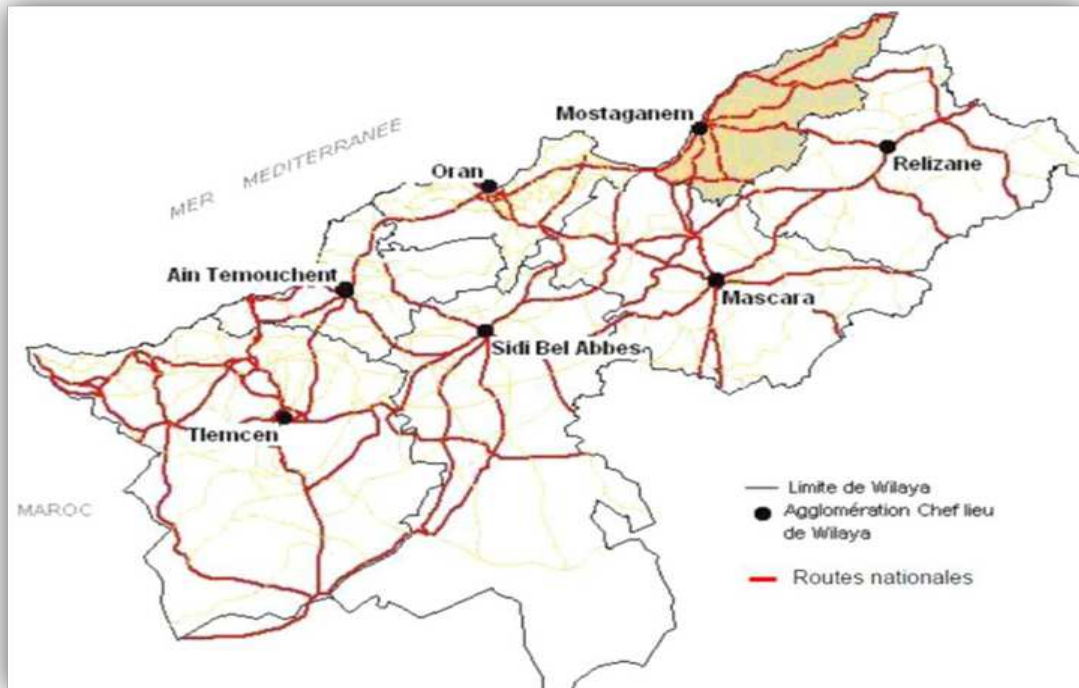 Mostaganem
MER MEDITERRANEE
Oran
Relizane
Ain Temouchent
Mascara
Sidi Bel Abbes
Tlemcen
MAROC
Limite de Wilaya
Agglomération Chef lieu
de Wilaya
Routes nationales